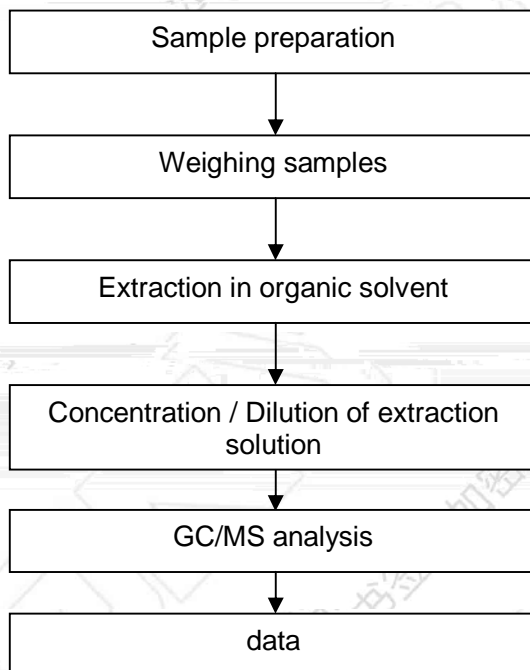 Sample preparation
Weighing samples
Extraction in organic solvent
Concentration / Dilution of extraction
solution
GC/MS analysis
data